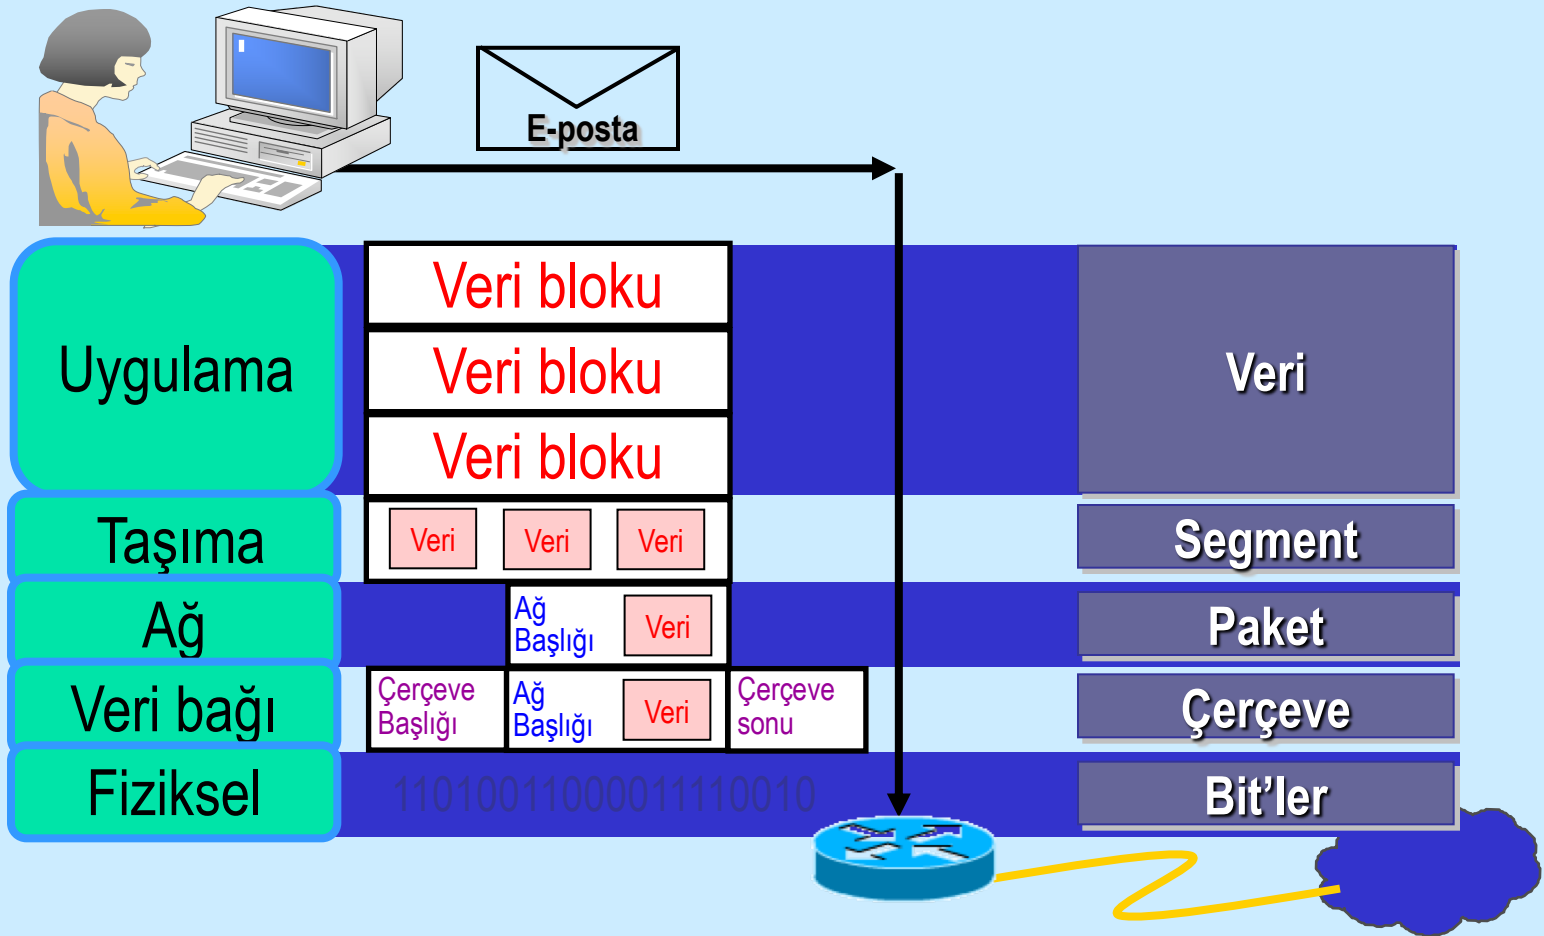 E-posta
Uygulama
Veri bloku
Veri bloku
Veri bloku
Veri
Taşıma
Veri
Veri
Veri
Segment
Ağ
Ağ
Başlığı
Veri
Paket
Veri bağı
Çerçeve
Başlığı
Ağ
Başlığı
Veri
Çerçeve
sonu
Çerçeve
Fiziksel
11010011000011110010
Bit’ler